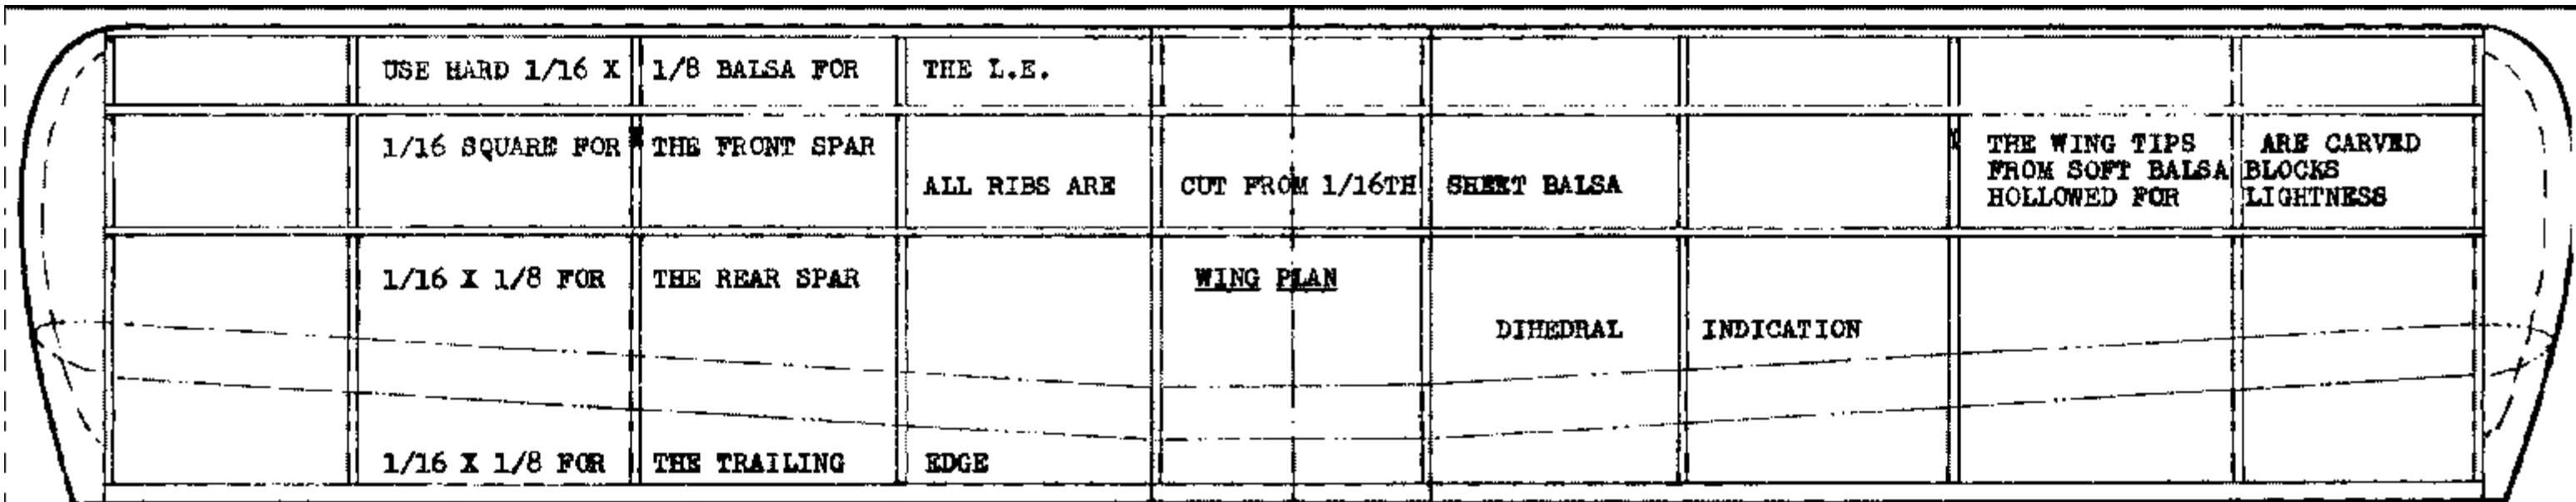 USE HARD 1/16 X 1/8 BALSA FOR THE L.E.
1/16 SQUARE FOR THE FRONT SPAR
ALL RIBS ARE CUT FROM 1/16TH SHEET BALSA
THE WING TIPS ARE CARVED
FROM SOFT BALSA BLOCKS
HOLLOWED FOR LIGHTNESS
1/16 X 1/8 FOR THE REAR SPAR
WING PLAN
DIHEDRAL INDICATION
1/16 X 1/8 FOR THE TRAILING EDGE